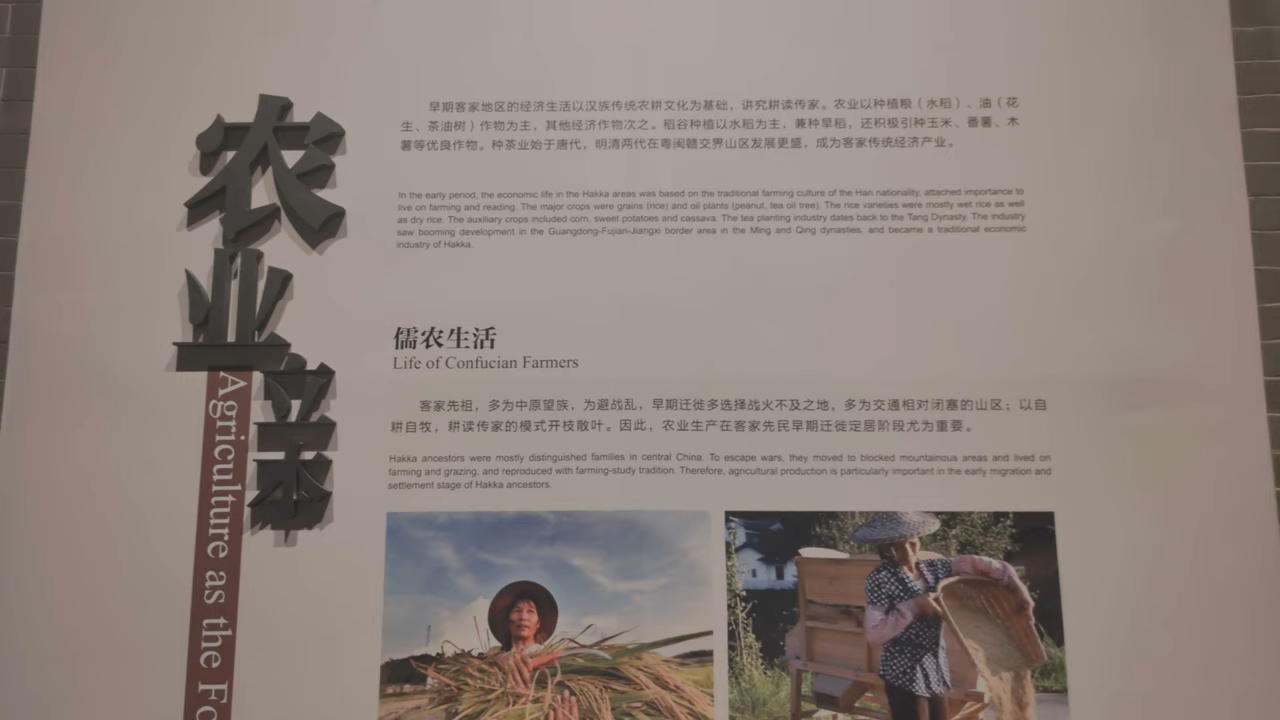 农业
举
Agriculture as the Fo
早期客家地区的经济生活以汉族传统农耕文化为基础，讲究耕读传家。农业以种植粮（水稻）、油（花
生、茶油树）作物为主，其他经济作物次之。稻谷种植以水稻为主，兼种旱稻，还积极引种玉米、番薯、木
薯等优良作物。种茶业始于唐代，明清两代在粤闽赣交界山区发展更盛，成为客家传统经济产业。
In the early period, the economic life in the Hakka areas was based on the traditional farming culture of the Han nationality, attached importance to
live on farming and reading. The major crops were grains (rice) and oil plants (peanut, tea oil tree). The rice varieties were mostly wet rice as well
as dry rice. The auxiliary crops included corn, sweet potatoes and cassava. The tea planting industry dates back to the Tang Dynasty. The industry
saw booming development in the Guangdong-Fujian-Jiangxi border area in the Ming and Qing dynasties, and became a traditional economic
industry of Hakka.
儒农生活
Life of Confucian Farmers
客家先祖，多为中原望族，为避战乱，早期迁徙多选择战火不及之地，多为交通相对闭塞的山区；以自
耕自牧，耕读传家的模式开枝散叶。因此，农业生产在客家先民早期迁徙定居阶段尤为重要。
Hakka ancestors were mostly distinguished families in central China. To escape wars, they moved to blocked mountainous areas and lived on
farming and grazing, and reproduced with farming-study tradition. Therefore, agricultural production is particularly important in the early migration and
settlement stage of Hakka ancestors.